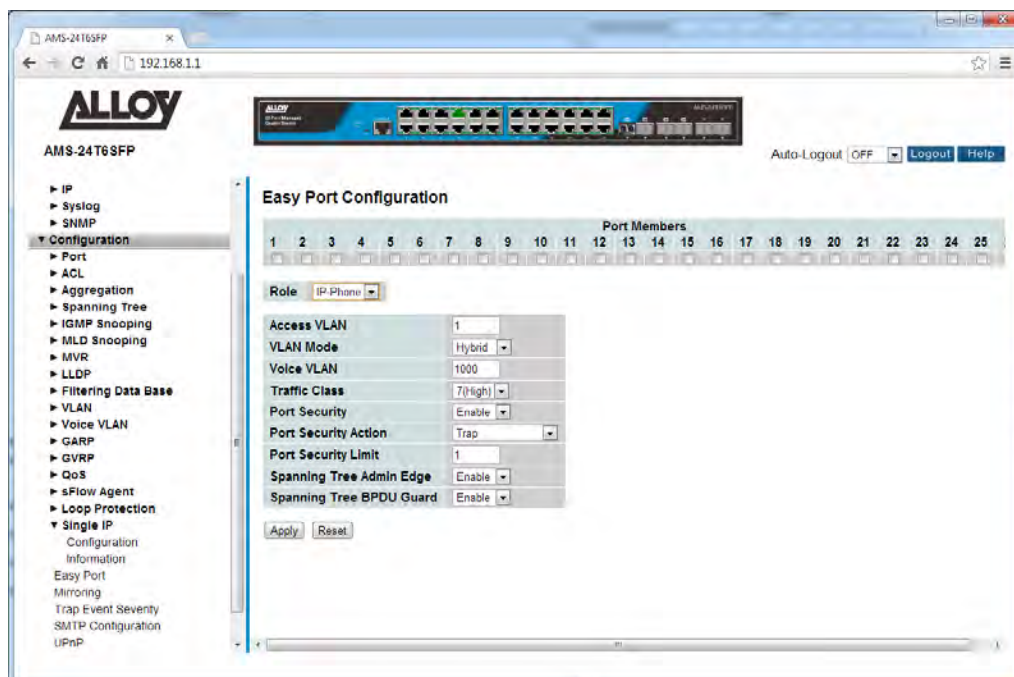 AMS-24T6SFP
192.168.1.1
ALLOY
ALLOY
AMS-24T6SFP
Auto-Logout OFF Logout Help
► IP
► Syslog
► SNMP
▼ Configuration
► Port
► ACL
► Aggregation
► Spanning Tree
► IGMP Snooping
► MLD Snooping
► MVR
► LLDP
► Filtering Data Base
► VLAN
► Voice VLAN
► GARP
► GVRP
► QoS
► sFlow Agent
► Loop Protection
▼ Single IP
Configuration
Information
Easy Port
Mirroring
Trap Event Severity
SMTP Configuration
UPnP
Easy Port Configuration
Port Members
1 2 3 4 5 6 7 8 9 10 11 12 13 14 15 16 17 18 19 20 21 22 23 24 25
Role IP-Phone
Access VLAN 1
VLAN Mode Hybrid
Voice VLAN 1000
Traffic Class 7(High)
Port Security Enable
Port Security Action Trap
Port Security Limit 1
Spanning Tree Admin Edge Enable
Spanning Tree BPDU Guard Enable
Apply Reset